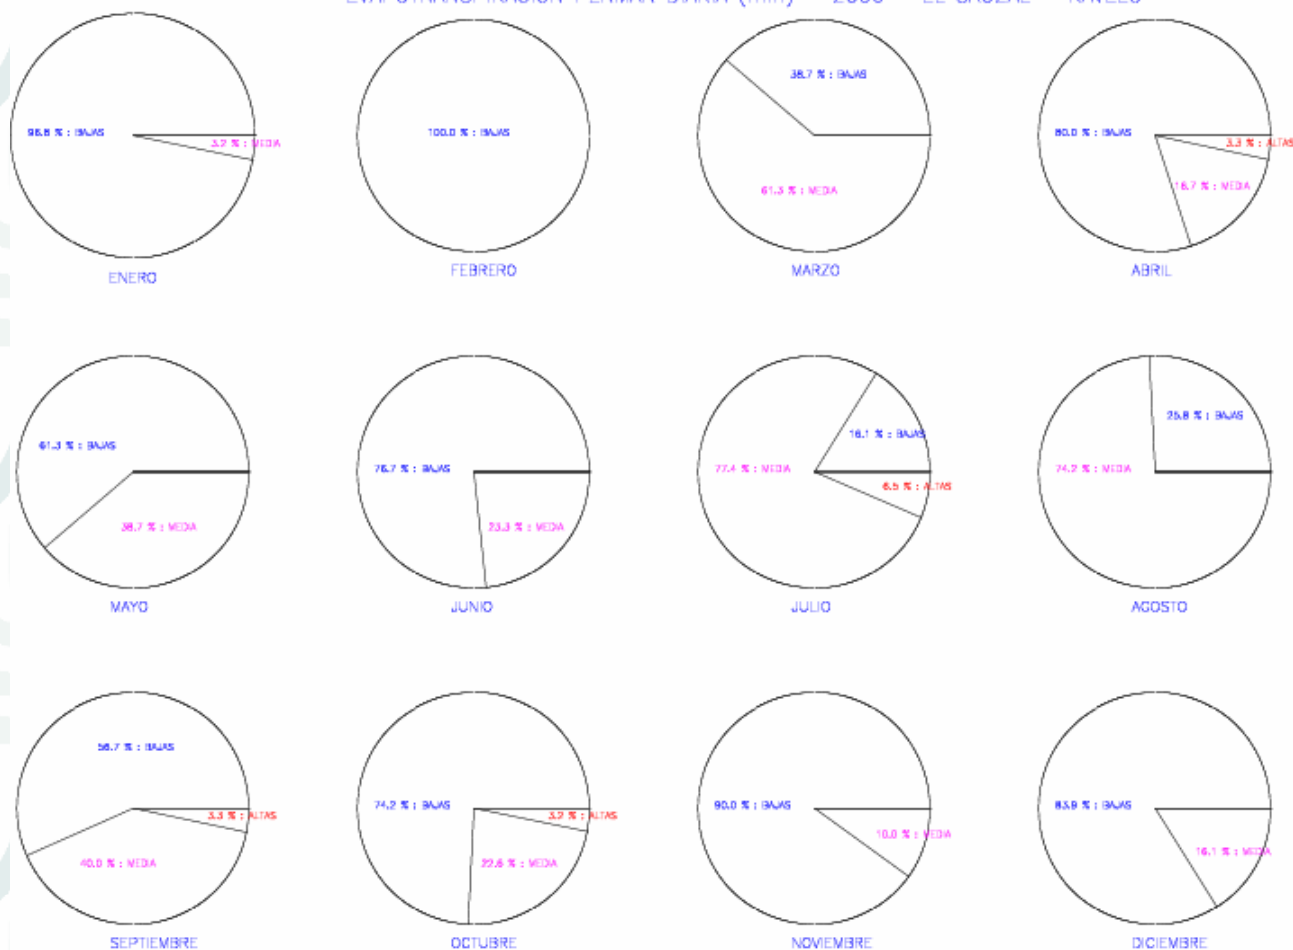 ENERO
96.8 % : BAJAS
3.2 % : MEDIA
FEBRERO
100.0 % : BAJAS
MARZO
38.7 % : BAJAS
61.3 % : MEDIA
ABRIL
80.0 % : BAJAS
3.3 % : ALTAS
16.7 % : MEDIA
MAYO
61.3 % : BAJAS
38.7 % : MEDIA
JUNIO
76.7 % : BAJAS
23.3 % : MEDIA
JULIO
16.1 % : BAJAS
77.4 % : MEDIA
6.5 % : ALTAS
AGOSTO
25.8 % : BAJAS
74.2 % : MEDIA
SEPTIEMBRE
56.7 % : BAJAS
3.3 % : ALTAS
40.0 % : MEDIA
OCTUBRE
74.2 % : BAJAS
3.2 % : ALTAS
22.6 % : MEDIA
NOVIEMBRE
90.0 % : BAJAS
10.0 % : MEDIA
DICIEMBRE
83.9 % : BAJAS
16.1 % : MEDIA